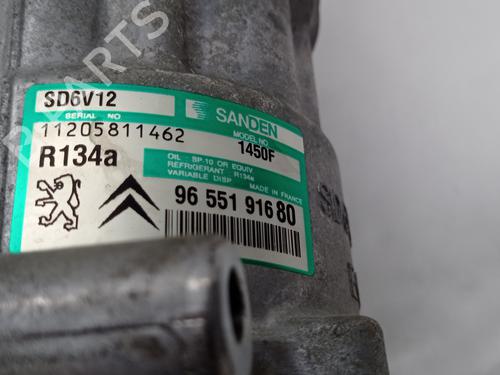 SD6V12
SANDEN
SERIAL NO
MODEL NO
11205811462
1450F
R134a
OIL SP.10 OR EQUIV
REFRIGERANT R134a
VARIABLE DISP MADE IN FRANCE
96 551 916 80
PARTS